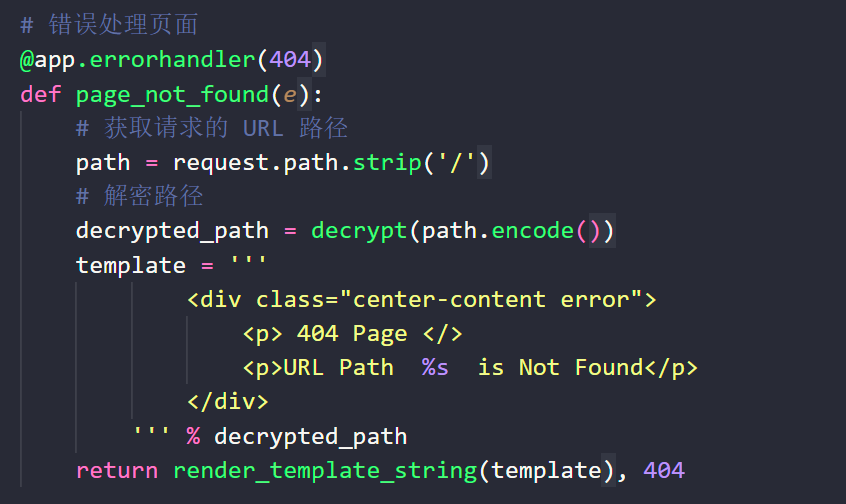 # 错误处理页面
@app.errorhandler(404)
def page_not_found(e):
    # 获取请求的 URL 路径
    path = request.path.strip('/')
    # 解密路径
    decrypted_path = decrypt(path.encode())
    template = '''
            <div class="center-content error">
                <p> 404 Page </>
                <p>URL Path  %s  is Not Found</p>
            </div>
        ''' % decrypted_path
    return render_template_string(template), 404